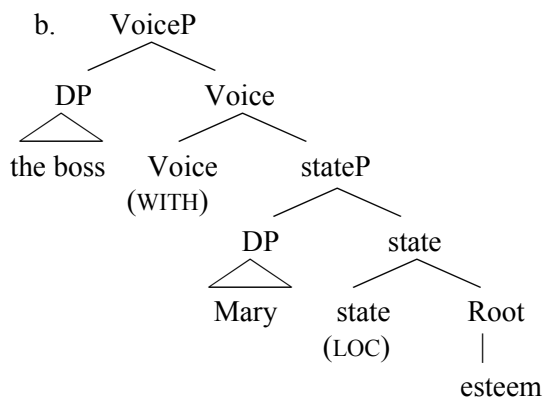 b. VoiceP
DP Voice
the boss Voice stateP
(WITH)
DP state
Mary state Root
(LOC)
esteem